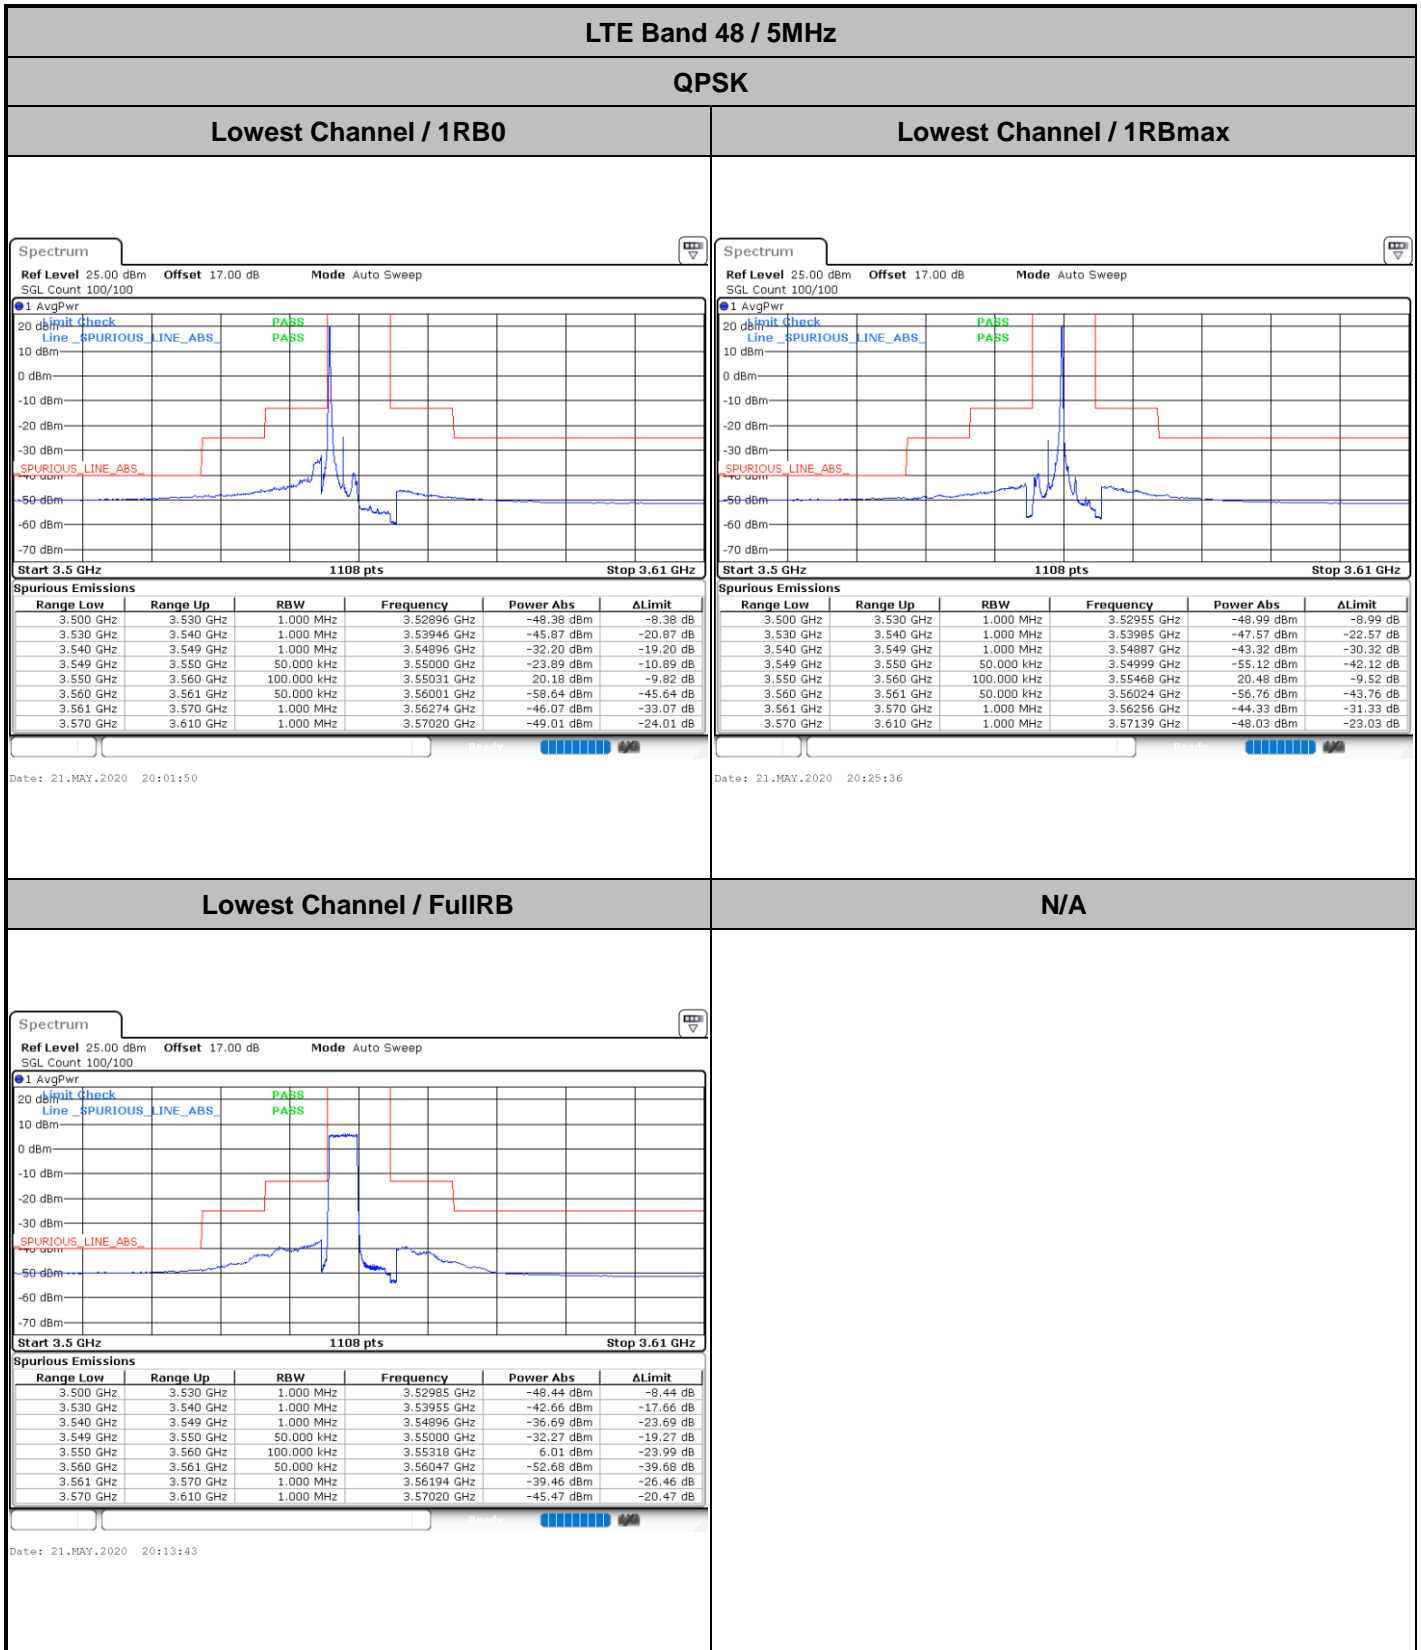 LTE Band 48 / 5MHz
QPSK
Lowest Channel / 1RB0
Lowest Channel / 1RBmax
Spectrum
Ref Level 25.00 dBm Offset 17.00 dB Mode Auto Sweep
SGL Count 100/100
1 AvgPwr
Limit Check PASS
Line _SPURIOUS_LINE_ABS_ PASS
20 dBm
10 dBm
0 dBm
-10 dBm
-20 dBm
-30 dBm
_SPURIOUS_LINE_ABS_
-40 dBm
-50 dBm
-60 dBm
-70 dBm
Start 3.5 GHz 1108 pts Stop 3.61 GHz
Spurious Emissions
Range Low Range Up RBW Frequency Power Abs ΔLimit
3.500 GHz 3.530 GHz 1.000 MHz 3.52896 GHz -48.38 dBm -8.38 dB
3.530 GHz 3.540 GHz 1.000 MHz 3.53946 GHz -45.87 dBm -20.87 dB
3.540 GHz 3.549 GHz 1.000 MHz 3.54896 GHz -32.20 dBm -19.20 dB
3.549 GHz 3.550 GHz 50.000 kHz 3.55000 GHz -23.89 dBm -10.89 dB
3.550 GHz 3.560 GHz 100.000 kHz 3.55031 GHz 20.18 dBm -9.82 dB
3.560 GHz 3.561 GHz 50.000 kHz 3.56001 GHz -58.64 dBm -45.64 dB
3.561 GHz 3.570 GHz 1.000 MHz 3.56274 GHz -46.07 dBm -33.07 dB
3.570 GHz 3.610 GHz 1.000 MHz 3.57020 GHz -49.01 dBm -24.01 dB
Ready
Date: 21.MAY.2020 20:01:50
Spectrum
Ref Level 25.00 dBm Offset 17.00 dB Mode Auto Sweep
SGL Count 100/100
1 AvgPwr
Limit Check PASS
Line _SPURIOUS_LINE_ABS_ PASS
20 dBm
10 dBm
0 dBm
-10 dBm
-20 dBm
-30 dBm
_SPURIOUS_LINE_ABS_
-40 dBm
-50 dBm
-60 dBm
-70 dBm
Start 3.5 GHz 1108 pts Stop 3.61 GHz
Spurious Emissions
Range Low Range Up RBW Frequency Power Abs ΔLimit
3.500 GHz 3.530 GHz 1.000 MHz 3.52955 GHz -48.99 dBm -8.99 dB
3.530 GHz 3.540 GHz 1.000 MHz 3.53985 GHz -47.57 dBm -22.57 dB
3.540 GHz 3.549 GHz 1.000 MHz 3.54887 GHz -43.32 dBm -30.32 dB
3.549 GHz 3.550 GHz 50.000 kHz 3.54999 GHz -55.12 dBm -42.12 dB
3.550 GHz 3.560 GHz 100.000 kHz 3.55468 GHz 20.48 dBm -9.52 dB
3.560 GHz 3.561 GHz 50.000 kHz 3.56024 GHz -56.76 dBm -43.76 dB
3.561 GHz 3.570 GHz 1.000 MHz 3.56256 GHz -44.33 dBm -31.33 dB
3.570 GHz 3.610 GHz 1.000 MHz 3.57139 GHz -48.03 dBm -23.03 dB
Ready
Date: 21.MAY.2020 20:25:36
Lowest Channel / FullRB
N/A
Spectrum
Ref Level 25.00 dBm Offset 17.00 dB Mode Auto Sweep
SGL Count 100/100
1 AvgPwr
Limit Check PASS
Line _SPURIOUS_LINE_ABS_ PASS
20 dBm
10 dBm
0 dBm
-10 dBm
-20 dBm
-30 dBm
_SPURIOUS_LINE_ABS_
-40 dBm
-50 dBm
-60 dBm
-70 dBm
Start 3.5 GHz 1108 pts Stop 3.61 GHz
Spurious Emissions
Range Low Range Up RBW Frequency Power Abs ΔLimit
3.500 GHz 3.530 GHz 1.000 MHz 3.52985 GHz -48.44 dBm -8.44 dB
3.530 GHz 3.540 GHz 1.000 MHz 3.53955 GHz -42.66 dBm -17.66 dB
3.540 GHz 3.549 GHz 1.000 MHz 3.54896 GHz -36.69 dBm -23.69 dB
3.549 GHz 3.550 GHz 50.000 kHz 3.55000 GHz -32.27 dBm -19.27 dB
3.550 GHz 3.560 GHz 100.000 kHz 3.55318 GHz 6.01 dBm -23.99 dB
3.560 GHz 3.561 GHz 50.000 kHz 3.56047 GHz -52.68 dBm -39.68 dB
3.561 GHz 3.570 GHz 1.000 MHz 3.56194 GHz -39.46 dBm -26.46 dB
3.570 GHz 3.610 GHz 1.000 MHz 3.57020 GHz -45.47 dBm -20.47 dB
Ready
Date: 21.MAY.2020 20:13:43